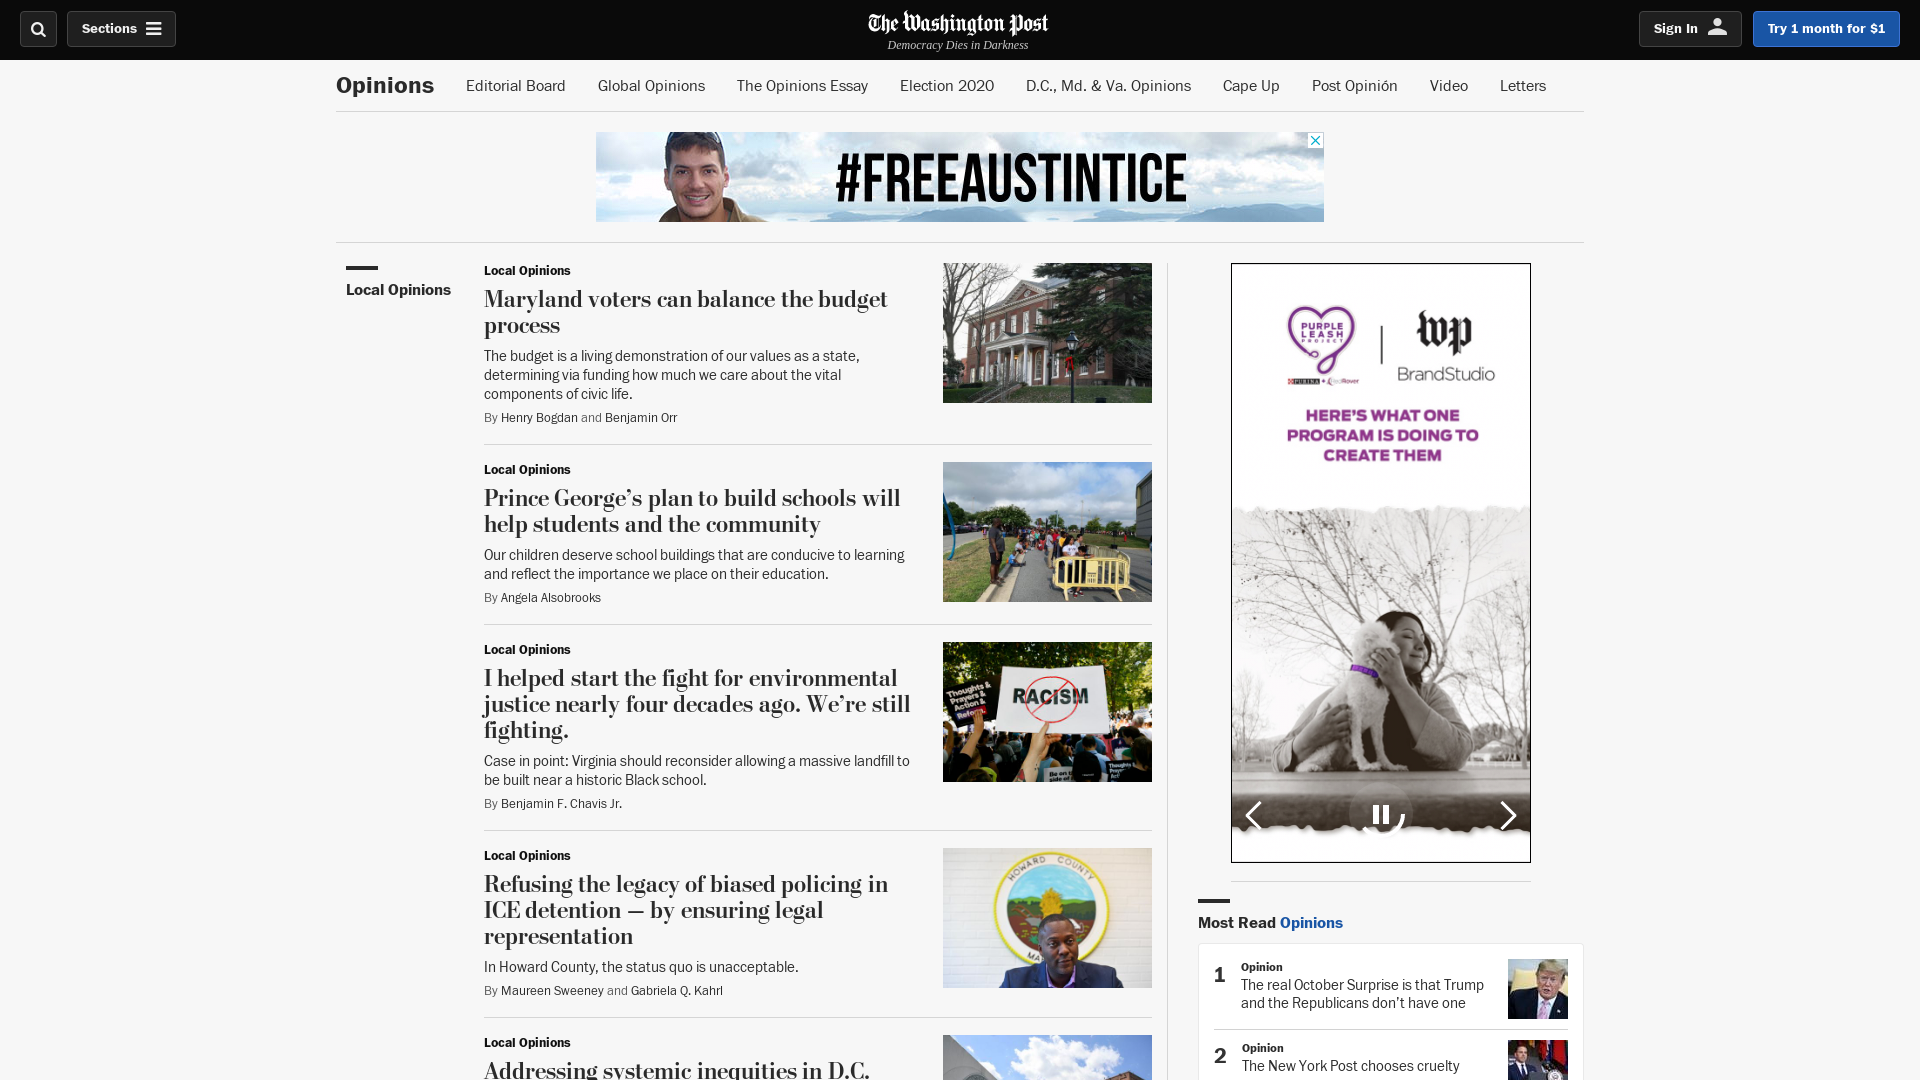 Sections
The Washington Post
Democracy Dies in Darkness
Sign In
Try 1 month for $1
Opinions
Editorial Board
Global Opinions
The Opinions Essay
Election 2020
D.C., Md. & Va. Opinions
Cape Up
Post Opinión
Video
Letters
#FREEAUSTINTICE
Local Opinions
Local Opinions
Maryland voters can balance the budget
process
The budget is a living demonstration of our values as a state,
determining via funding how much we care about the vital
components of civic life.
By Henry Bogdan and Benjamin Orr
Local Opinions
Prince George’s plan to build schools will
help students and the community
Our children deserve school buildings that are conducive to learning
and reflect the importance we place on their education.
By Angela Alsobrooks
Local Opinions
I helped start the fight for environmental
justice nearly four decades ago. We’re still
fighting.
Case in point: Virginia should reconsider allowing a massive landfill to
be built near a historic Black school.
By Benjamin F. Chavis Jr.
Thoughts &
Prayers &
Action &
Reform.
RACISM
Local Opinions
Refusing the legacy of biased policing in
ICE detention — by ensuring legal
representation
In Howard County, the status quo is unacceptable.
By Maureen Sweeney and Gabriela Q. Kahrl
HOWARD COUNTY
Local Opinions
Addressing systemic inequities in D.C.
PURPLE
LEASH
PROJECT
PURINA
wp
BrandStudio
HERE’S WHAT ONE
PROGRAM IS DOING TO
CREATE THEM
Most Read Opinions
1
Opinion
The real October Surprise is that Trump
and the Republicans don’t have one
2
Opinion
The New York Post chooses cruelty